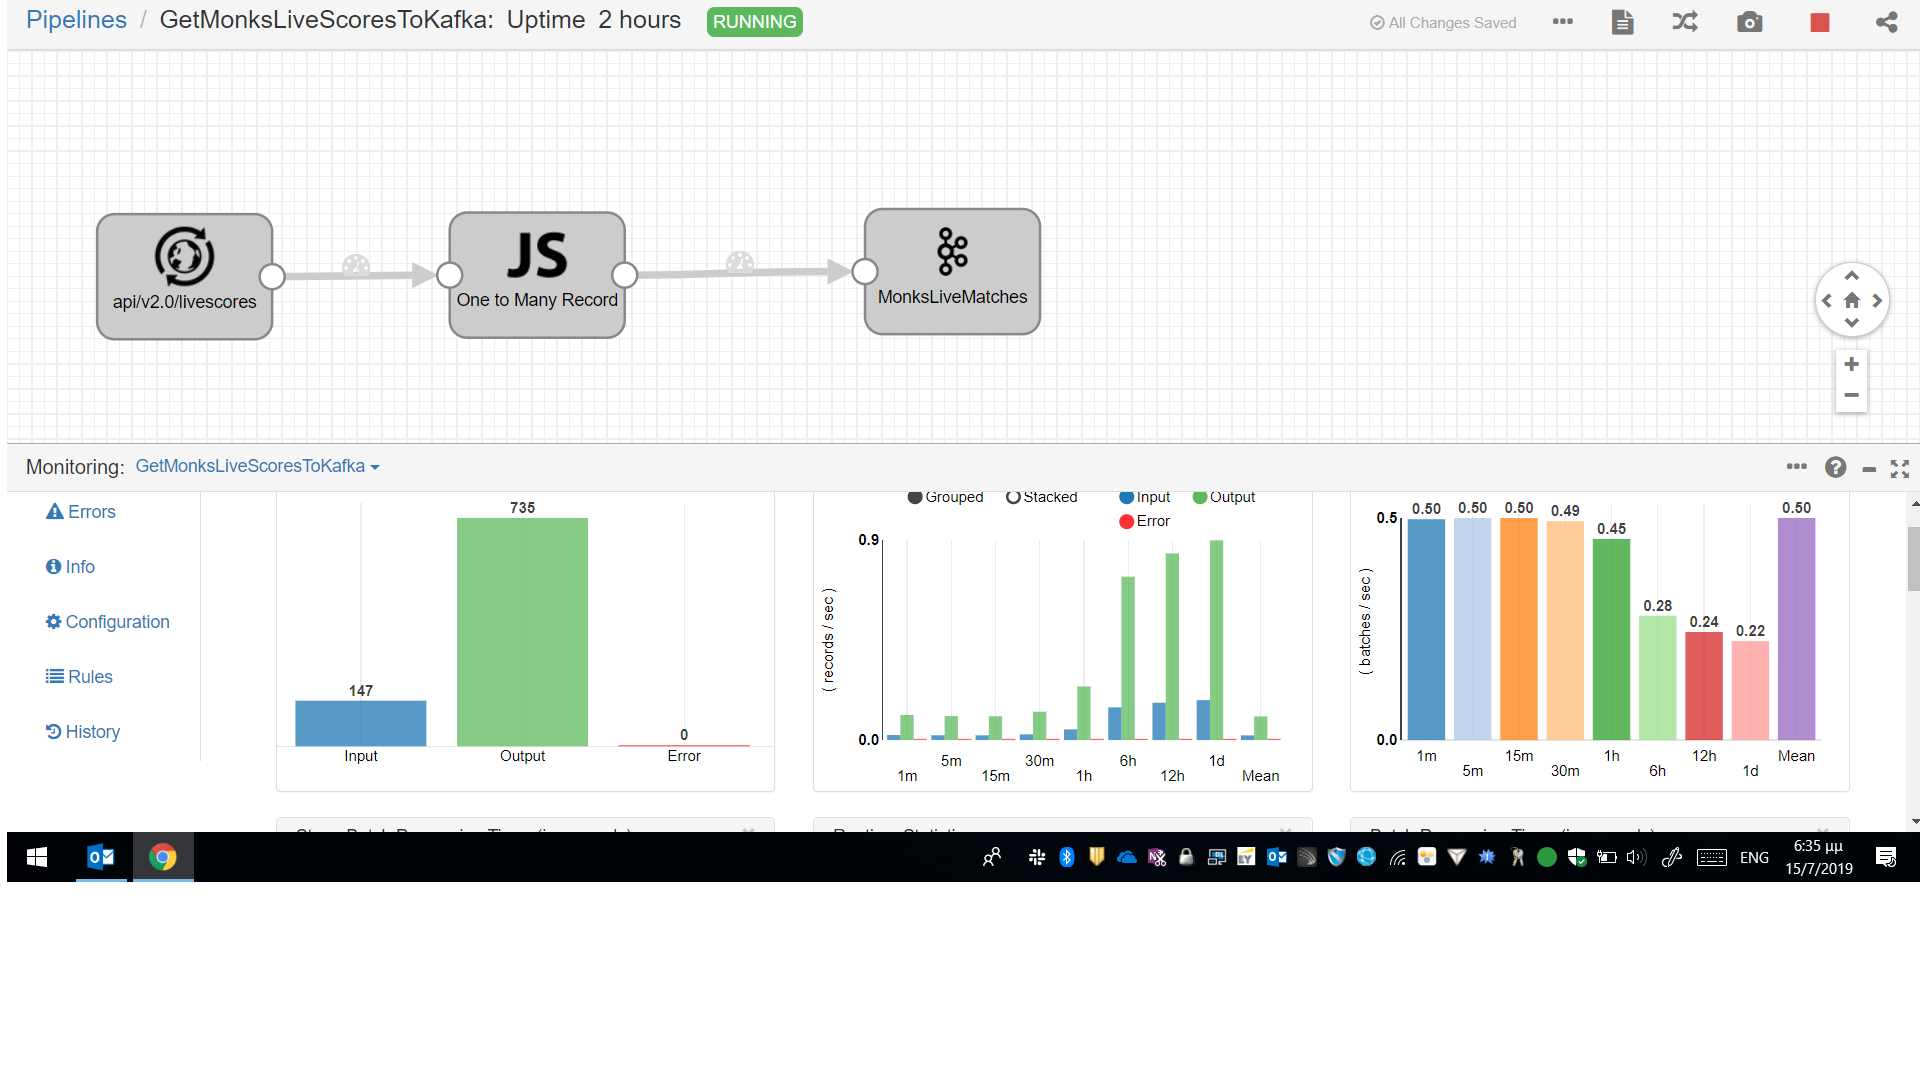 Pipelines / GetMonksLiveScoresToKafka: Uptime 2 hours RUNNING
All Changes Saved
api/v2.0/livescores
JS
One to Many Record
MonksLiveMatches
Monitoring: GetMonksLiveScoresToKafka
Errors
Info
Configuration
Rules
History
735
147
0
Input Output Error
Grouped Stacked Input Output
Error
0.9
( records / sec )
0.0
1m 5m 15m 30m 1h 6h 12h 1d Mean
0.50 0.50 0.50 0.49 0.45 0.28 0.24 0.22 0.50
0.5
( batches / sec )
0.0
1m 5m 15m 30m 1h 6h 12h 1d Mean
ENG
6:35 μμ
15/7/2019